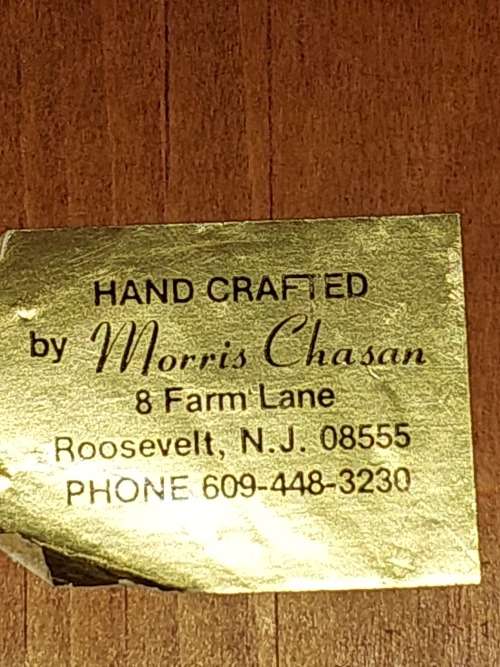 HAND CRAFTED
by Morris Chasan
8 Farm Lane
Roosevelt, N.J. 08555
PHONE 609-448-3230